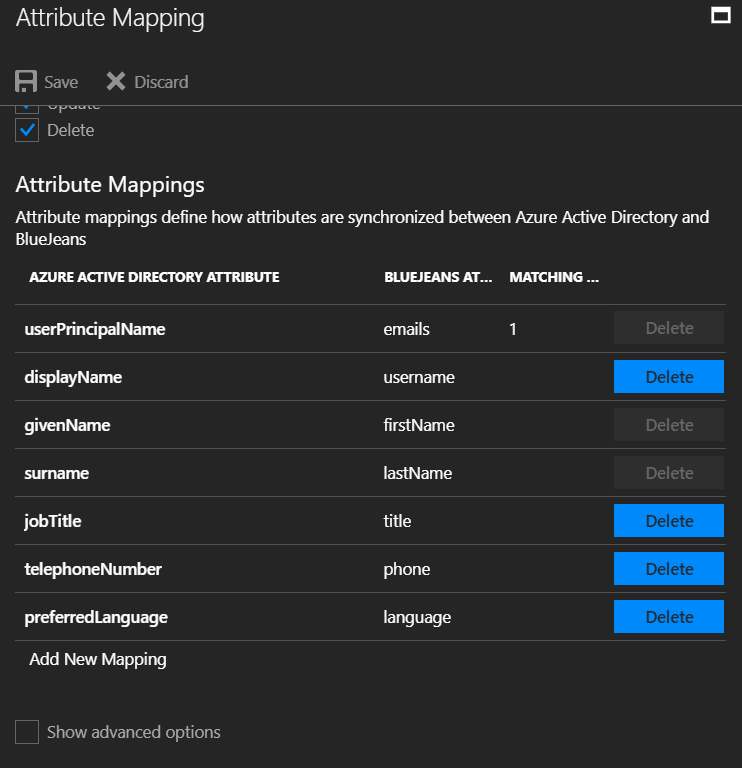 Attribute Mapping
Save Discard
Update
Delete
Attribute Mappings
Attribute mappings define how attributes are synchronized between Azure Active Directory and
BlueJeans
AZURE ACTIVE DIRECTORY ATTRIBUTE BLUEJEANS AT... MATCHING ...
userPrincipalName emails 1 Delete
displayName username Delete
givenName firstName Delete
surname lastName Delete
jobTitle title Delete
telephoneNumber phone Delete
preferredLanguage language Delete
Add New Mapping
Show advanced options